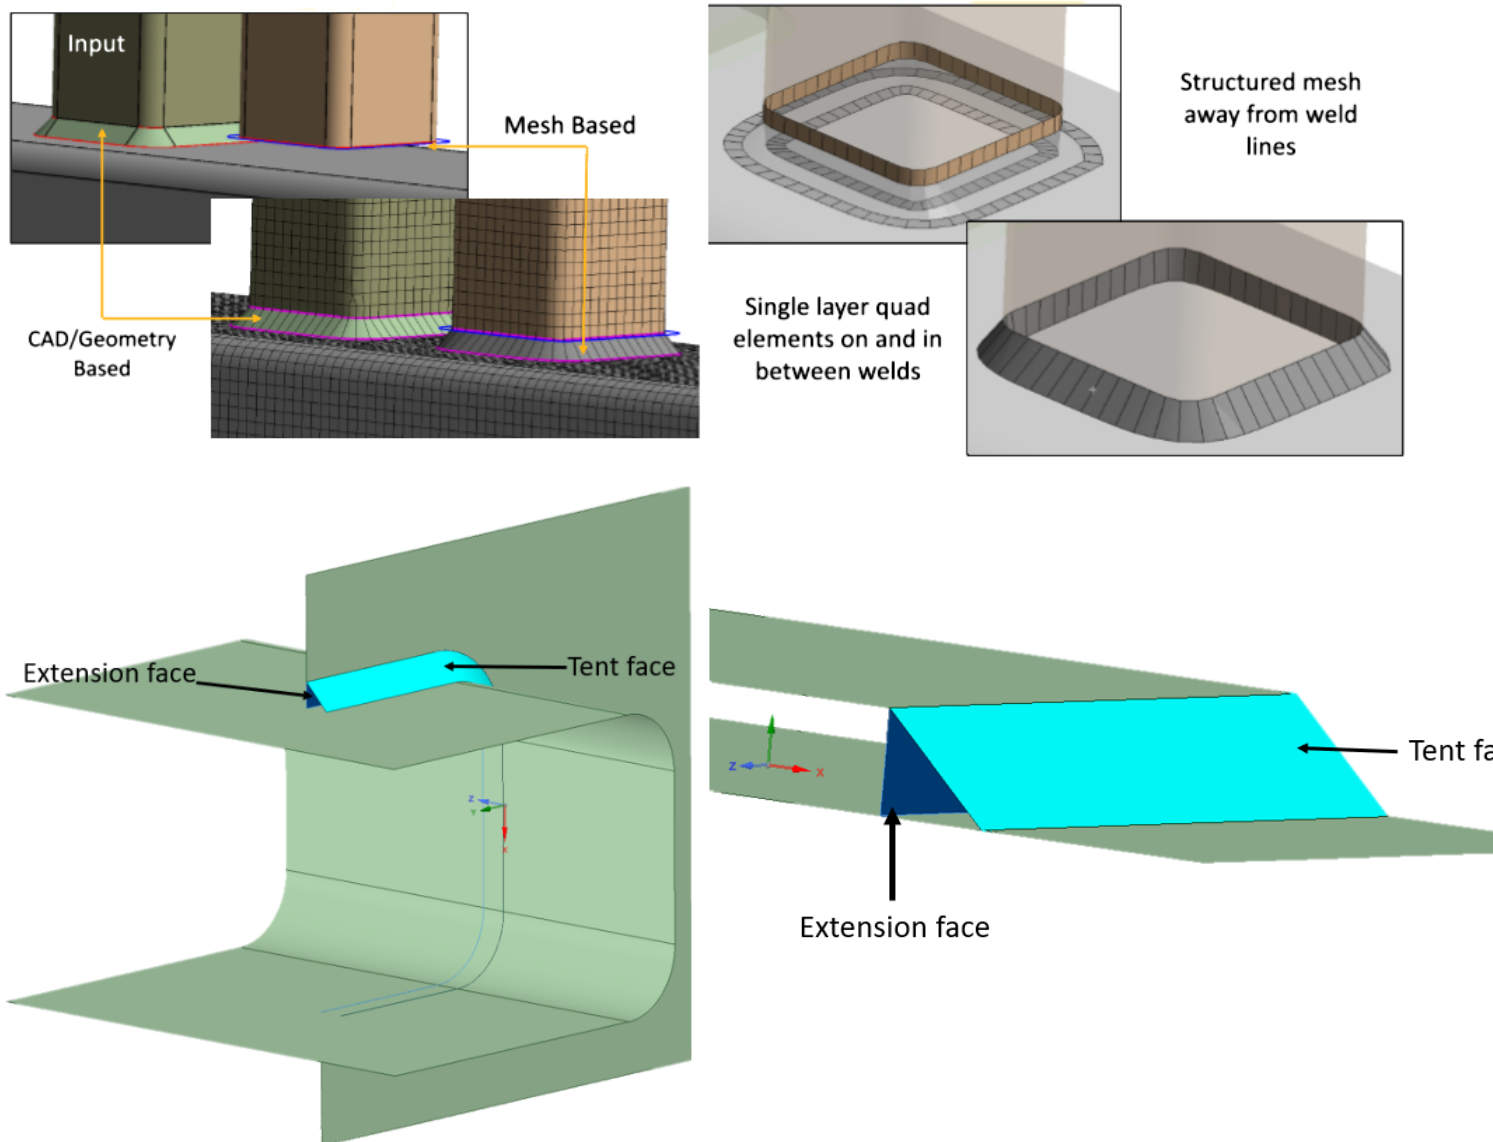 Input
Mesh Based
CAD/Geometry
Based
Structured mesh
away from weld
lines
Single layer quad
elements on and in
between welds
Extension face
Tent face
Z
Y
X
Z
X
Tent fa
Extension face